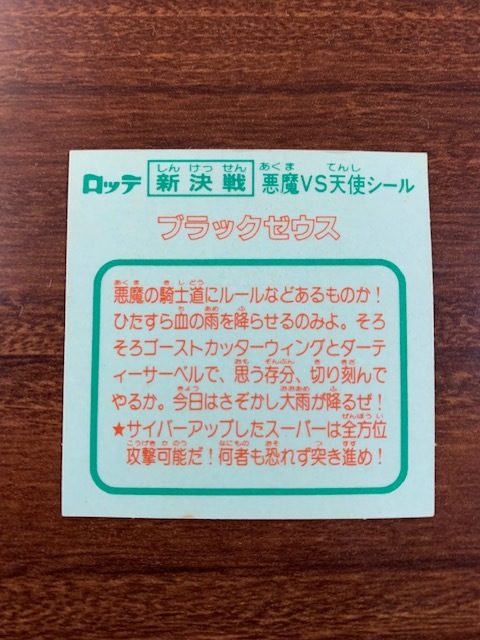 ロッテ 新決戦 悪魔VS天使シール
ブラックゼウス
悪魔の騎士道にルールなどあるものか！
ひたすら血の雨を降らせるのみよ。そろ
そろゴーストカッターウィングとダーテ
ィーサーベルで、思う存分、切り刻んで
やるか。今日はさぞかし大雨が降るぜ！
★サイバーアップしたスーパーは全方位
攻撃可能だ！何者も恐れず突き進め！